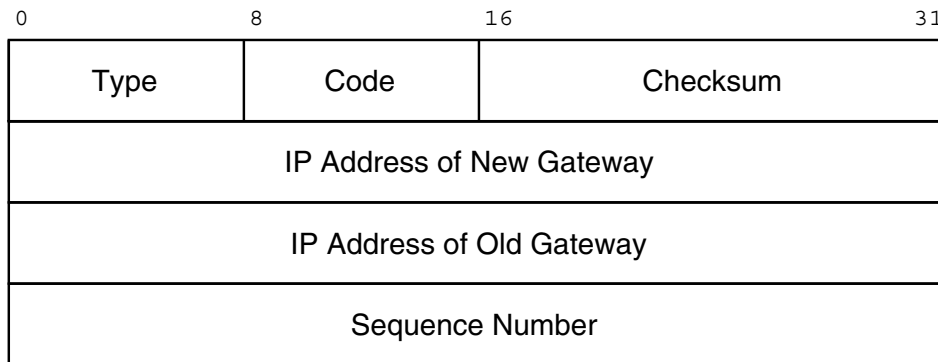 0 8 16 31
Type Code Checksum
IP Address of New Gateway
IP Address of Old Gateway
Sequence Number